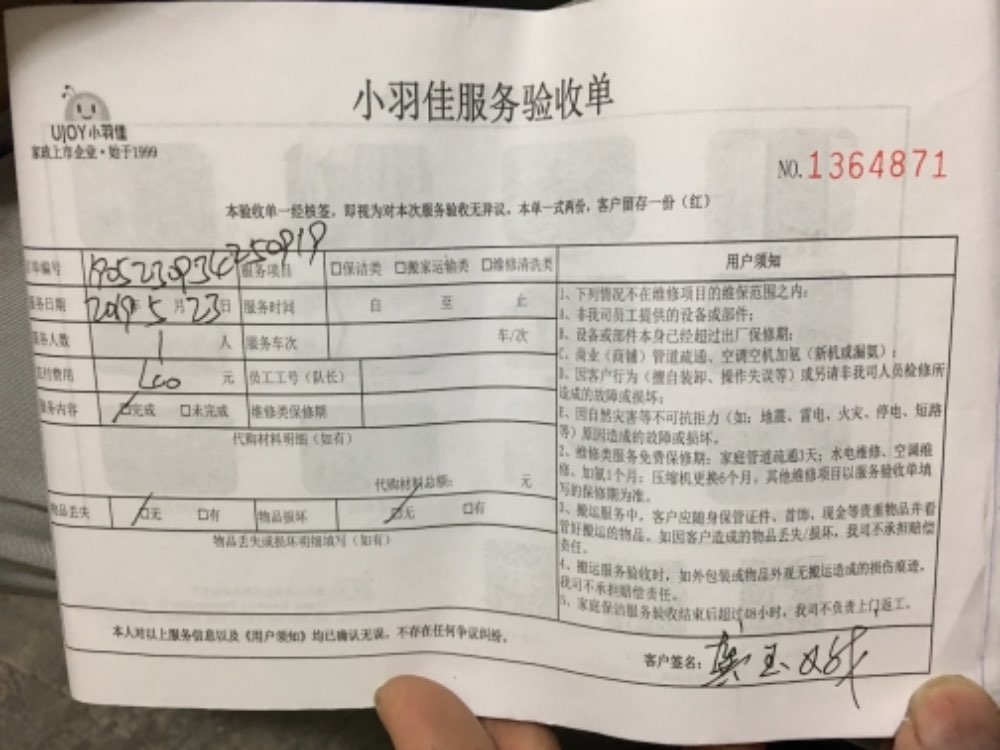 小羽佳服务验收单
UJOY小羽佳
家政上市企业·始于1999
NO.1364871
本验收单一经核签，即视为对本次服务验收无异议，本单一式两份，客户留存一份（红）
单编号 服务项目 □保洁类 □搬家运输类 □维修清洗类
务日期 2019年5月23日 服务时间 自 至 止
务人数 1 人 服务车次 车/次
付费用 元 员工工号（队长）
务内容 □完成 □未完成 维修类保修期
代购材料明细（如有）
代购材料总额： 元
物品丢失 □无 □有 物品损坏 □无 □有
物品丢失或损坏明细填写（如有）
用户须知
1、下列情况不在维修项目的维保范围之内：
A、非我司员工提供的设备或部件；
B、设备或部件本身已经超过出厂保修期；
C、商业（商铺）管道疏通、空调空机加氨（新机或漏氨）；
D、因客户行为（擅自装卸、操作失误等）或另请非我司人员检修所
造成的故障或损坏；
E、因自然灾害等不可抗拒力（如：地震、雷电、火灾、停电、短路
等）原因造成的故障或损坏。
2、维修类服务免费保修期：家庭管道疏通3天；水电维修、空调维
修、如氨1个月；压缩机更换6个月。其他维修项目以服务验收单填
写的保修期为准。
3、搬运服务中，客户应随身保管证件、首饰、现金等贵重物品并看
管好搬运的物品。如因客户造成的物品丢失/损坏，我司不承担赔偿
责任。
4、搬运服务验收时，如外包装或物品外观无搬运造成的损伤痕迹，
我司不承担赔偿责任。
5、家庭保洁服务验收结束后超过48小时，我司不负责上门返工。
本人对以上服务信息以及《用户须知》均已确认无误，不存在任何争议纠纷。
客户签名：